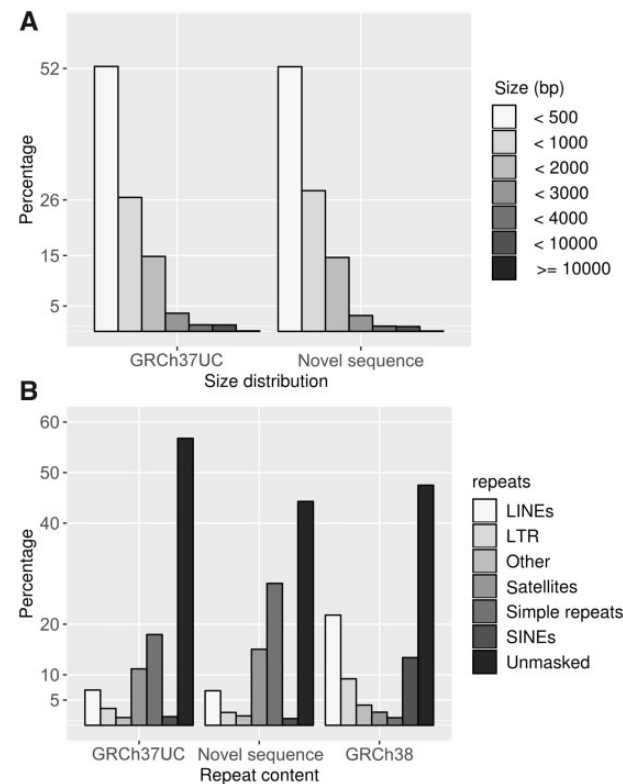 A
Percentage
52
26
15
5
GRCh37UC
Novel sequence
Size distribution
Size (bp)
< 500
< 1000
< 2000
< 3000
< 4000
< 10000
>= 10000
B
Percentage
60
50
40
20
10
5
GRCh37UC
Novel sequence
GRCh38
Repeat content
repeats
LINEs
LTR
Other
Satellites
Simple repeats
SINEs
Unmasked